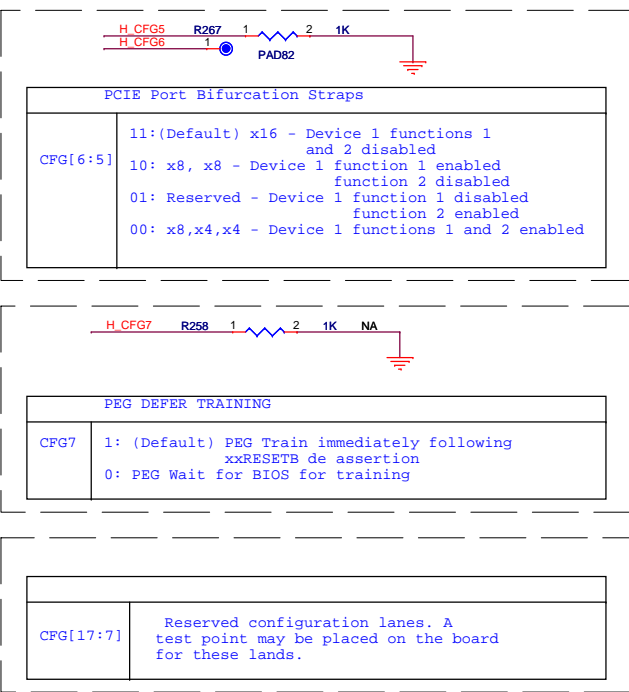 H_CFG5 R267 1 2 1K
H_CFG6 1
PAD82
PCIE Port Bifurcation Straps
CFG[6:5]
11:(Default) x16 - Device 1 functions 1
and 2 disabled
10: x8, x8 - Device 1 function 1 enabled
function 2 disabled
01: Reserved - Device 1 function 1 disabled
function 2 enabled
00: x8,x4,x4 - Device 1 functions 1 and 2 enabled
H_CFG7 R258 1 2 1K NA
PEG DEFER TRAINING
CFG7
1: (Default) PEG Train immediately following
xxRESETB de assertion
0: PEG Wait for BIOS for training
CFG[17:7]
Reserved configuration lanes. A
test point may be placed on the board
for these lands.